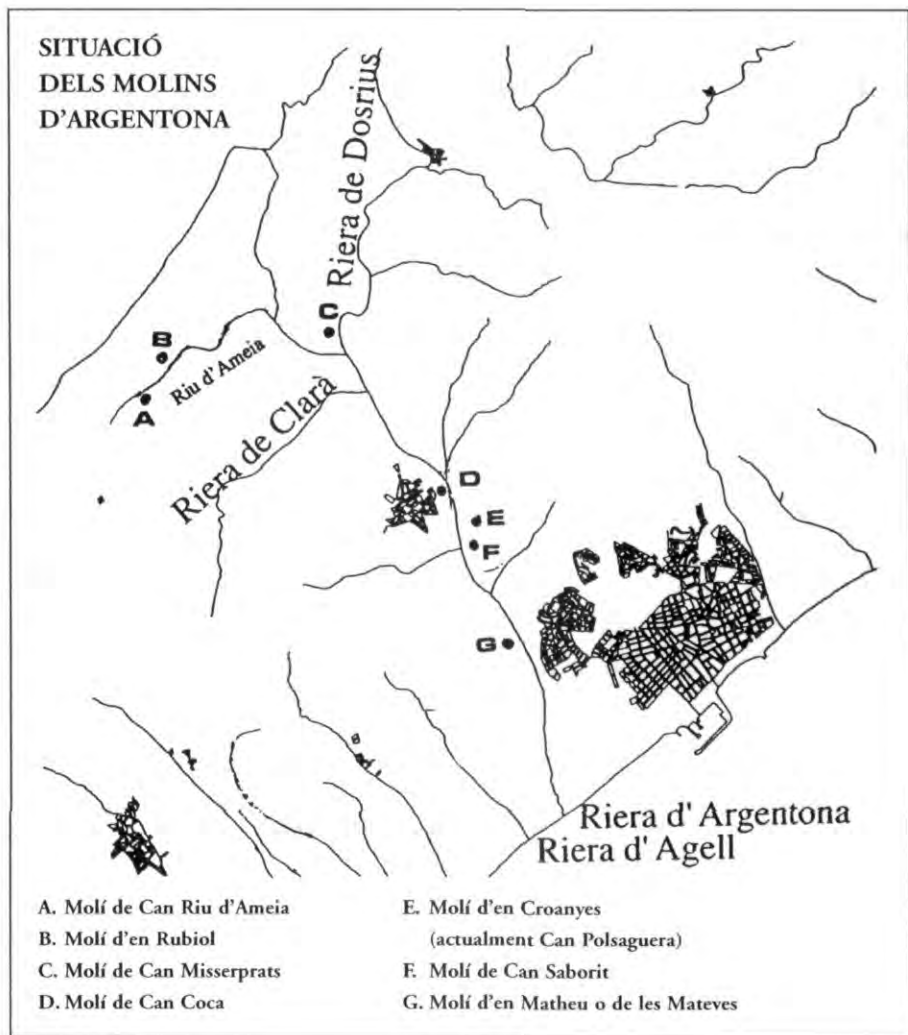 SITUACIÓ
DELS MOLINS
D'ARGENTONA
Riera de Dosrius
C
B
Riu d'Ameia
A
Riera de Clarà
D
E
F
G
Riera d' Argentona
Riera d' Agell
A. Molí de Can Riu d'Ameia
B. Molí d'en Rubiol
C. Molí de Can Misserprats
D. Molí de Can Coca
E. Molí d'en Croanyes
(actualment Can Polsaguera)
F. Molí de Can Saborit
G. Molí d'en Matheu o de les Mateves